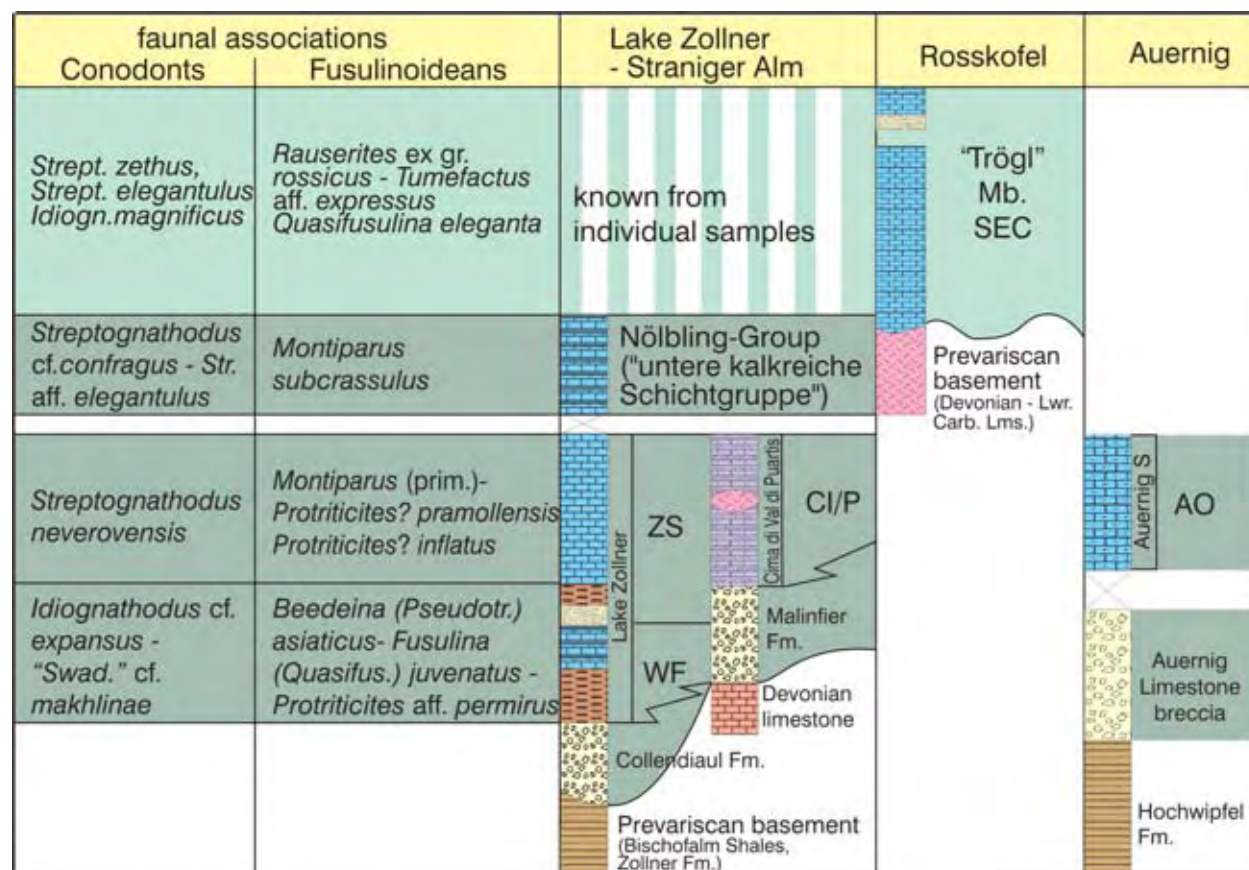 faunal associations
Conodonts
Fusulinoideans
Lake Zollner
- Straniger Alm
Rosskofel
Auernig
Strept. zethus,
Strept. elegantulus
Idiogn.magnificus
Rauserites ex gr.
rossicus - Tumefactus
aff. expressus
Quasifusulina eleganta
known from
individual samples
"Trögl"
Mb.
SEC
Streptognathodus
cf.confragus - Str.
aff. elegantulus
Montiparus
subcrassulus
Nölbling-Group
("untere kalkreiche
Schichtgruppe")
Prevariscan
basement
(Devonian - Lwr.
Carb. Lms.)
Streptognathodus
neverovensis
Montiparus (prim.)-
Protriticites? pramollensis
Protriticites? inflatus
Lake Zollner
ZS
Cima di Val di Puartis
CI/P
Auernig S
AO
Idiognathodus cf.
expansus -
"Swad." cf.
makhlinae
Beedeina (Pseudotr.)
asiaticus- Fusulina
(Quasifus.) juvenatus -
Protriticites aff. permirus
WF
Malinfier
Fm.
Devonian
limestone
Auernig
Limestone
breccia
Collendiaul Fm.
Prevariscan basement
(Bischofalm Shales,
Zollner Fm.)
Hochwipfel
Fm.